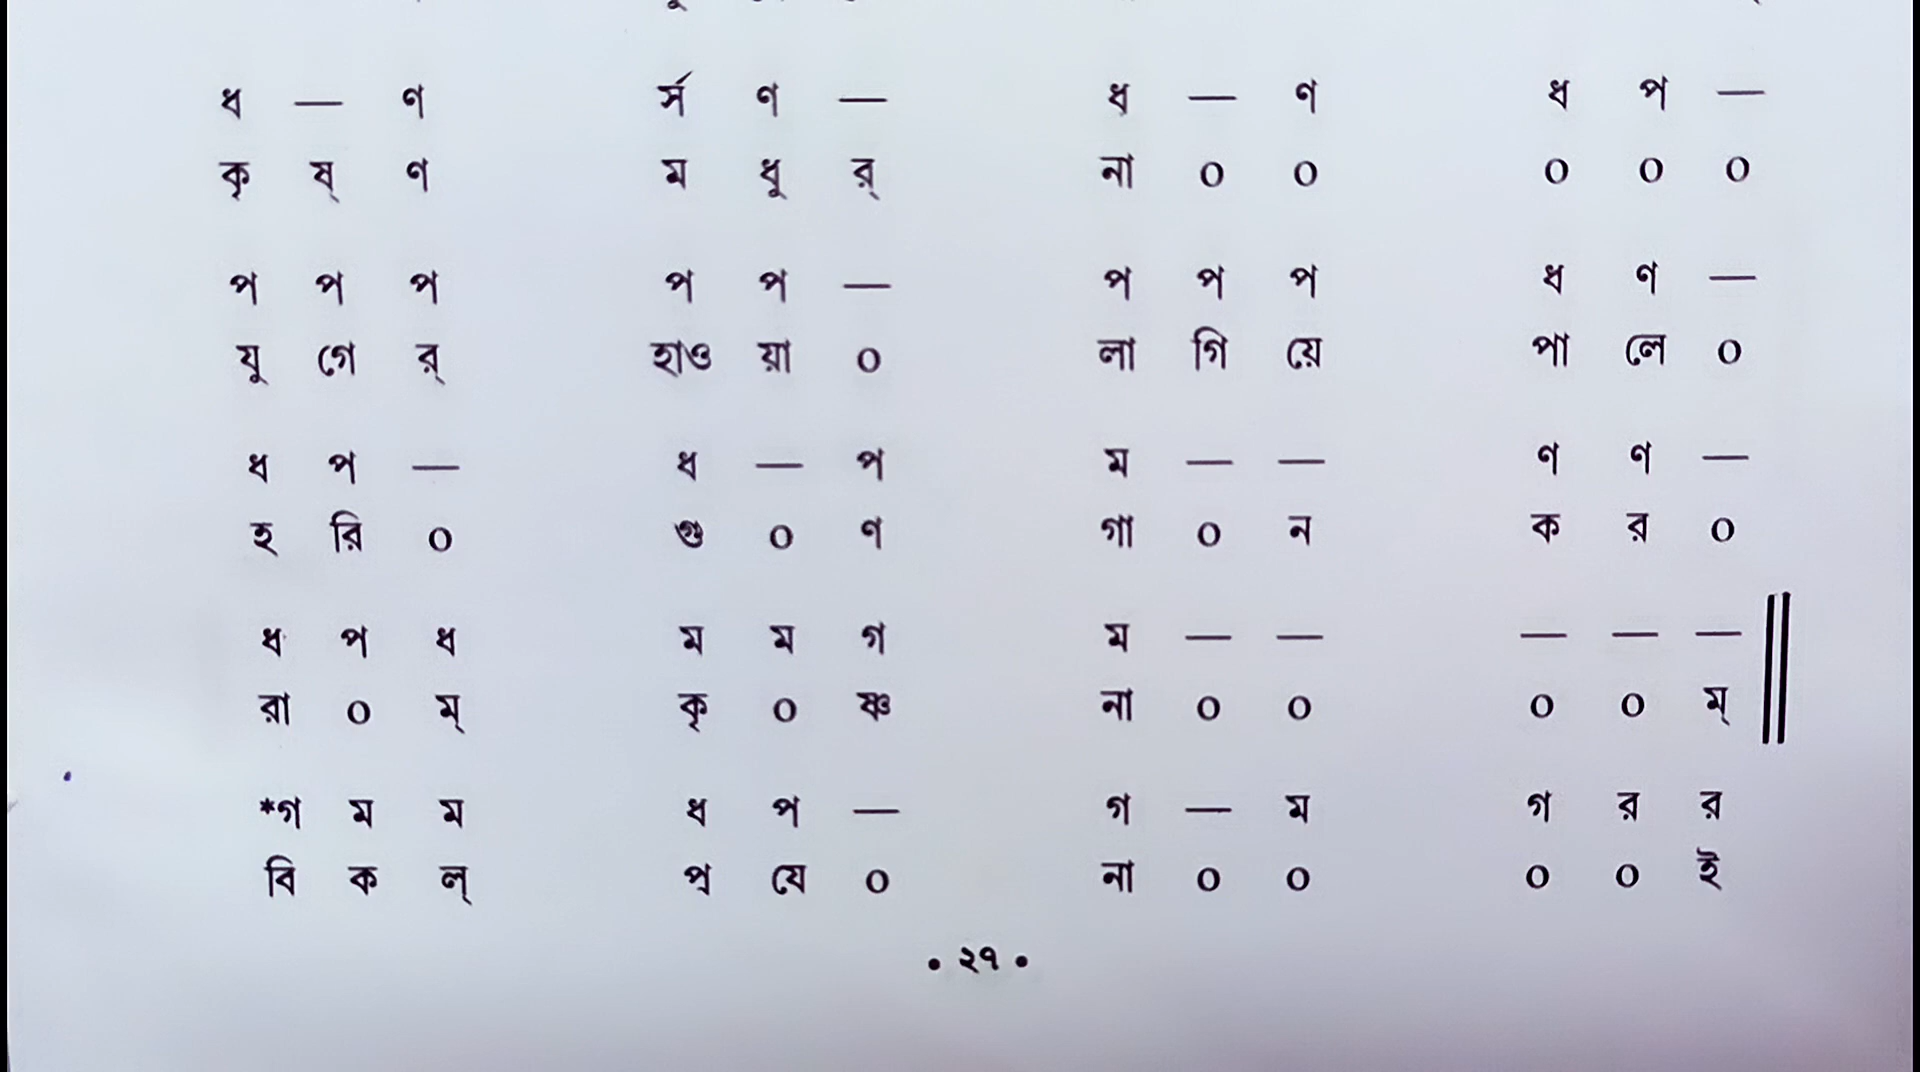 ধ — ণ র্স ণ — ধ — ণ ধ প —
কৃ ষ্ ণ ম ধু র্ না ০ ০ ০ ০ ০
প প প প প — প প প ধ ণ —
যু গে র্ হাও য়া ০ লা গি য়ে পা লে ০
ধ প — ধ — প ম — — ণ ণ —
হ রি ০ গু ০ ণ গা ০ ন ক র ০
ধ প ধ ম ম গ ম — — — — —
রা ০ ম্ কৃ ০ ষ্ণ না ০ ০ ০ ০ ম্
*গ ম ম ধ প — গ — ম গ র র
বি ক ল্ প্র যে ০ না ০ ০ ০ ০ ই
• ২৭ •